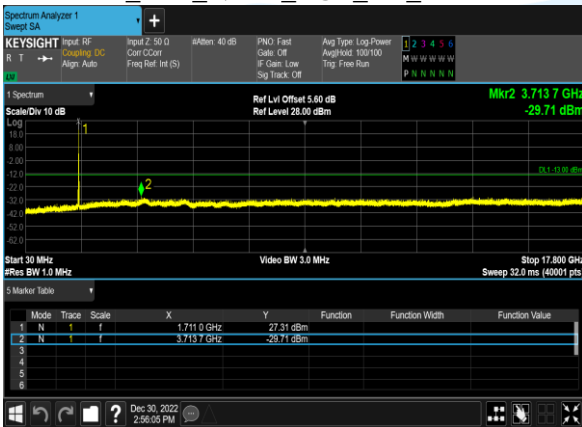 Spectrum Analyzer 1
Swept SA
KEYSIGHT
R T
LV
Input: RF
Coupling: DC
Align: Auto
Input Z: 50 Ω
Corr CCorr
Freq Ref: Int (S)
#Atten: 40 dB
PNO: Fast
Gate: Off
IF Gain: Low
Sig Track: Off
Avg Type: Log-Power
Avg|Hold: 100/100
Trig: Free Run
1 2 3 4 5 6
M W W W W W
P N N N N N
1 Spectrum
Scale/Div 10 dB
Ref Lvl Offset 5.60 dB
Ref Level 28.00 dBm
Mkr2 3.713 7 GHz
-29.71 dBm
Log
18.0
8.00
-2.00
-12.0
-22.0
-32.0
-42.0
-52.0
-62.0
1
2
DL1 -13.00 dBm
Start 30 MHz
#Res BW 1.0 MHz
Video BW 3.0 MHz
Stop 17.800 GHz
Sweep 32.0 ms (40001 pts
5 Marker Table
Mode Trace Scale X Y Function Function Width Function Value
1 N 1 f 1.711 0 GHz 27.31 dBm
2 N 1 f 3.713 7 GHz -29.71 dBm
3
4
5
6
?
Dec 30, 2022
2:56:05 PM